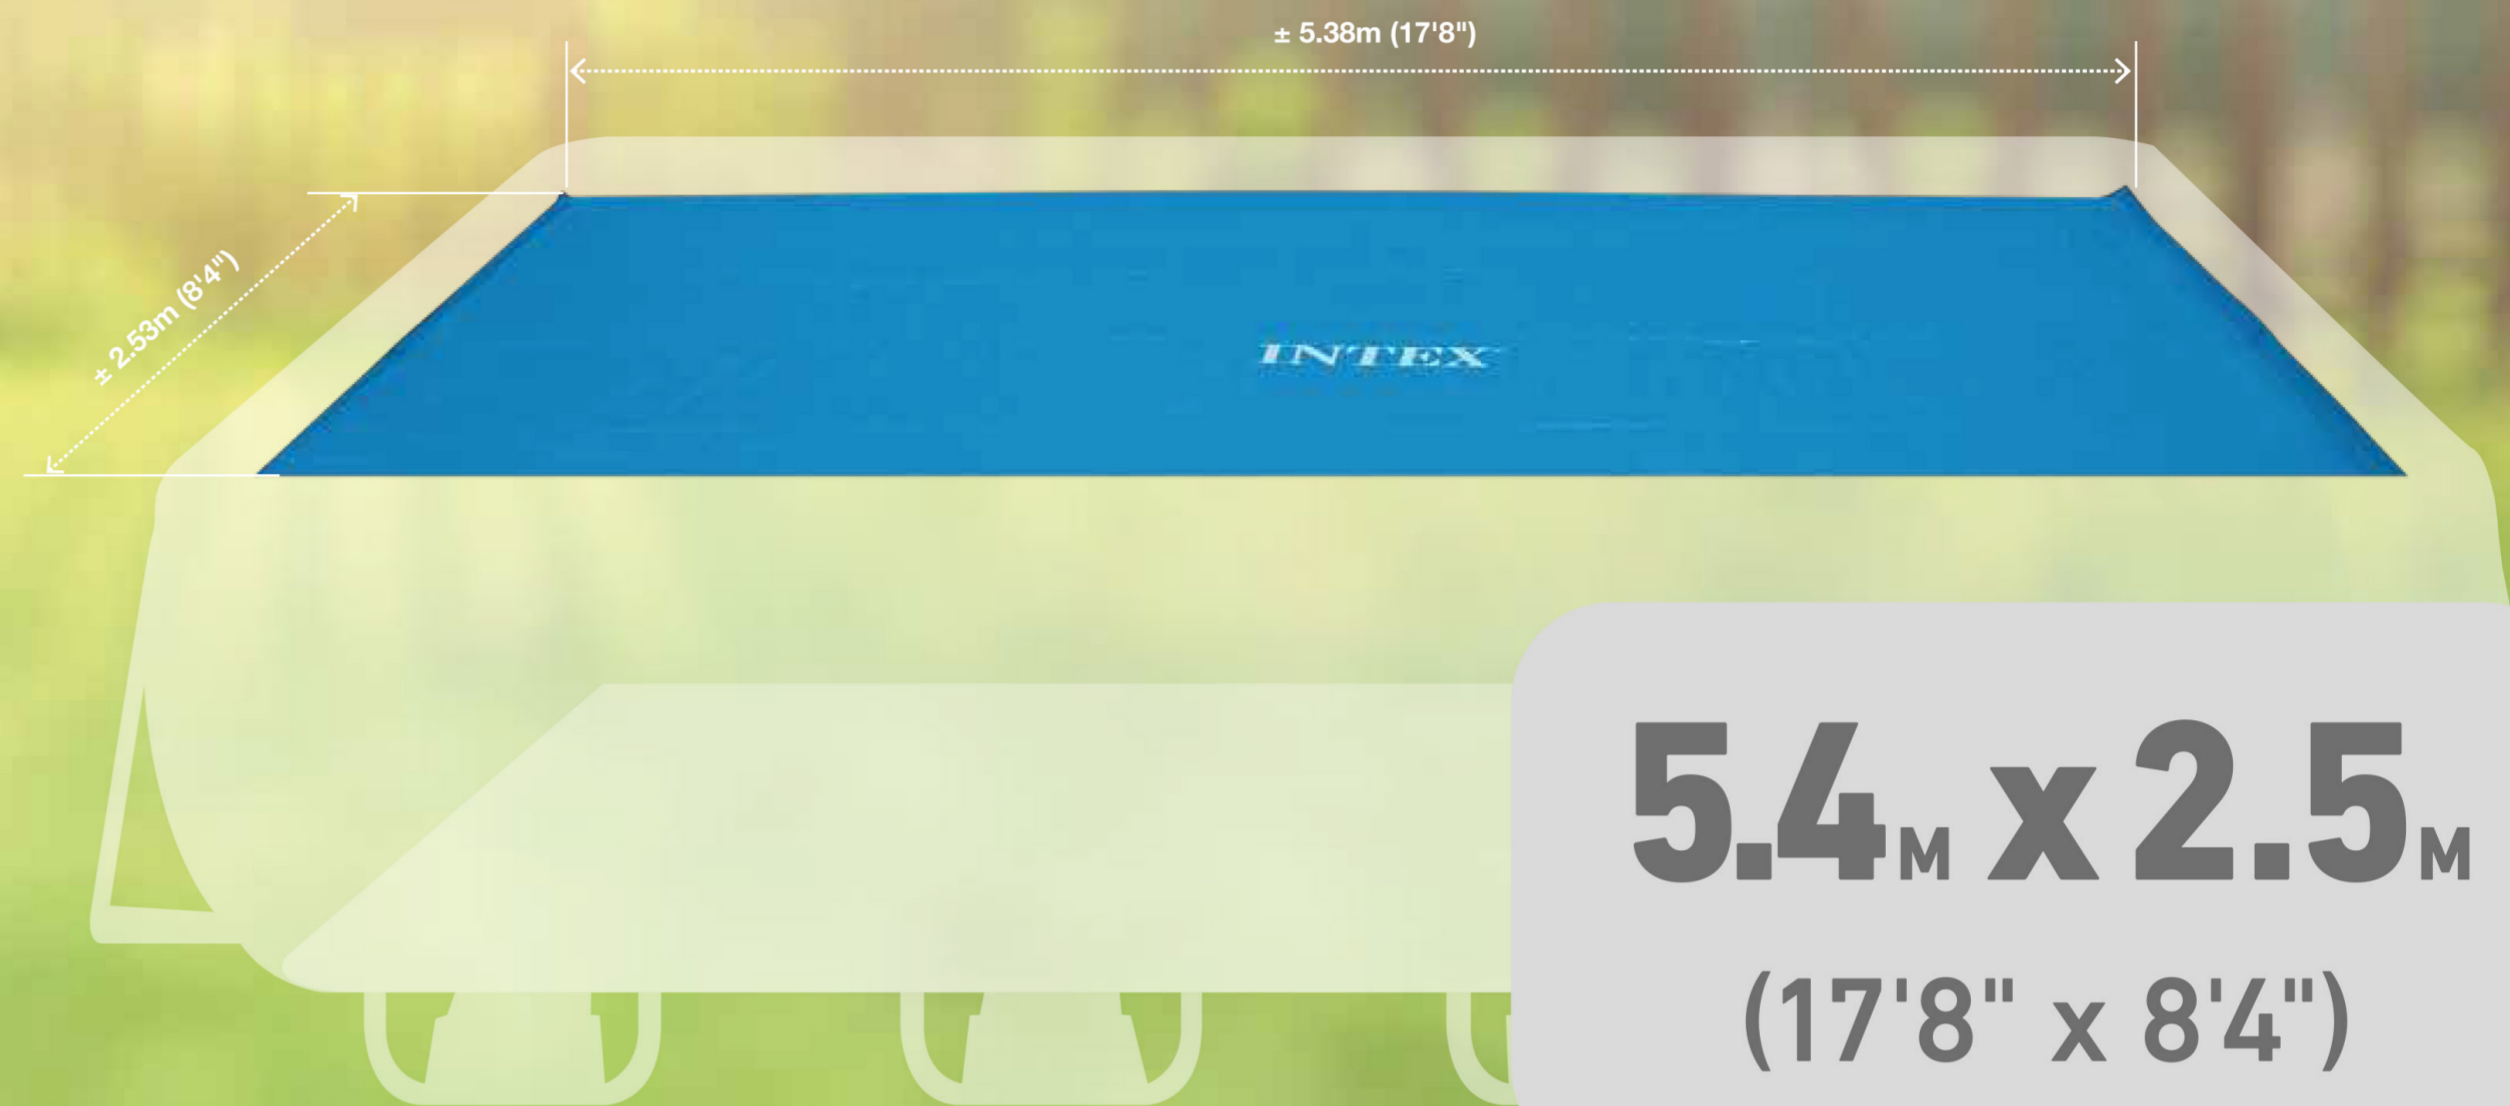 ± 5.38m (17'8")
± 2.53m (8'4")
INTEX
5.4M x 2.5M
(17'8" x 8'4")